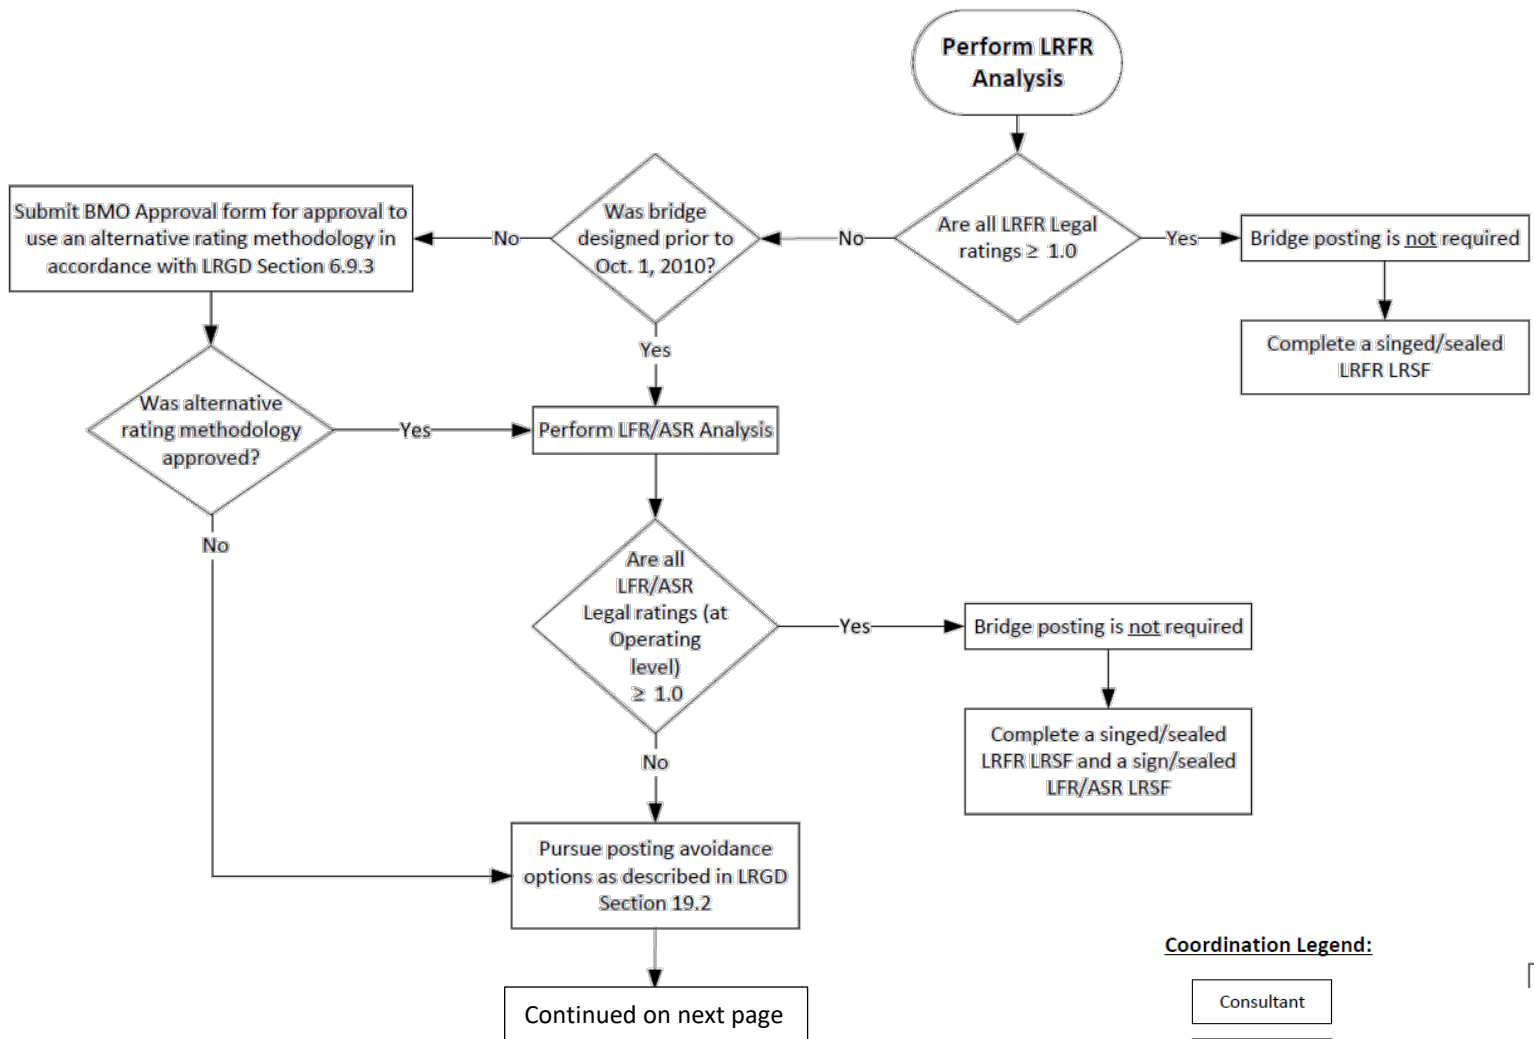 Perform LRFR
Analysis
Are all LRFR Legal
ratings ≥ 1.0
Yes
Bridge posting is not required
Complete a singed/sealed
LRFR LRSF
No
Was bridge
designed prior to
Oct. 1, 2010?
No
Submit BMO Approval form for approval to
use an alternative rating methodology in
accordance with LRGD Section 6.9.3
Yes
Was alternative
rating methodology
approved?
Yes
Perform LFR/ASR Analysis
No
Are all
LFR/ASR
Legal ratings (at
Operating
level)
≥ 1.0
Yes
Bridge posting is not required
Complete a singed/sealed
LRFR LRSF and a sign/sealed
LFR/ASR LRSF
No
Pursue posting avoidance
options as described in LRGD
Section 19.2
Continued on next page
Coordination Legend:
Consultant